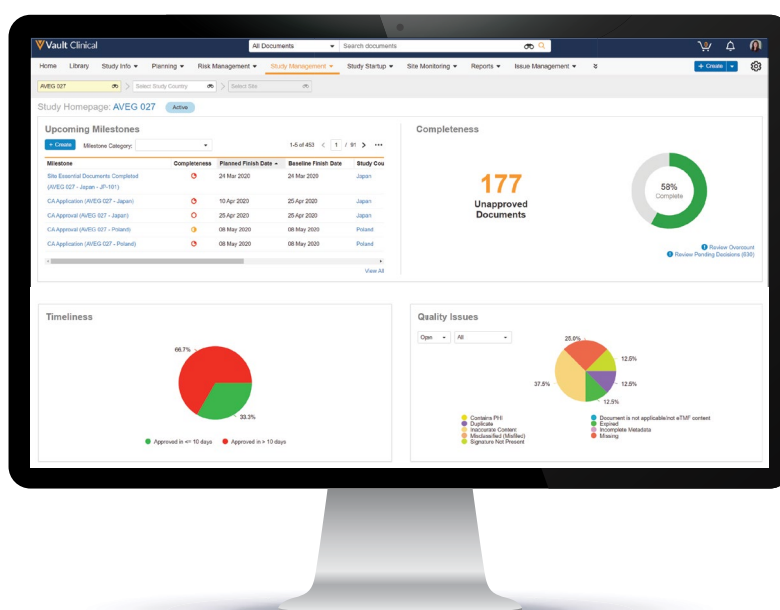 Vault Clinical
All Documents
Search documents
Home Library Study Info Planning Risk Management Study Management Study Startup Site Monitoring Reports Issue Management
+ Create
AVEG 027 Select Study Country Select Site
Study Homepage: AVEG 027 Active
Upcoming Milestones
+ Create Milestone Category: 1-5 of 453 1 / 91
Milestone Completeness Planned Finish Date Baseline Finish Date Study Cou
Site Essential Documents Completed 24 Mar 2020 24 Mar 2020 Japan
(AVEG 027 - Japan - JF-101)
CA Application (AVEG 027 - Japan) 10 Apr 2020 25 Apr 2020 Japan
CA Approval (AVEG 027 - Japan) 25 Apr 2020 25 Apr 2020 Japan
CA Approval (AVEG 027 - Poland) 08 May 2020 08 May 2020 Poland
CA Application (AVEG 027 - Poland) 08 May 2020 08 May 2020 Poland
View All
Completeness
177
Unapproved
Documents
58%
Complete
Review Overcount
Review Pending Decisions (639)
Timeliness
66.7%
33.3%
Approved in <= 10 days Approved in > 10 days
Quality Issues
Open All
25.0%
12.5%
37.5%
12.5%
12.5%
Contains PHI
Duplicate
Inaccurate Content
Misclassified (Misfiled)
Signature Not Present
Document is not applicable/not eTMF content
Expired
Incomplete Metadata
Missing